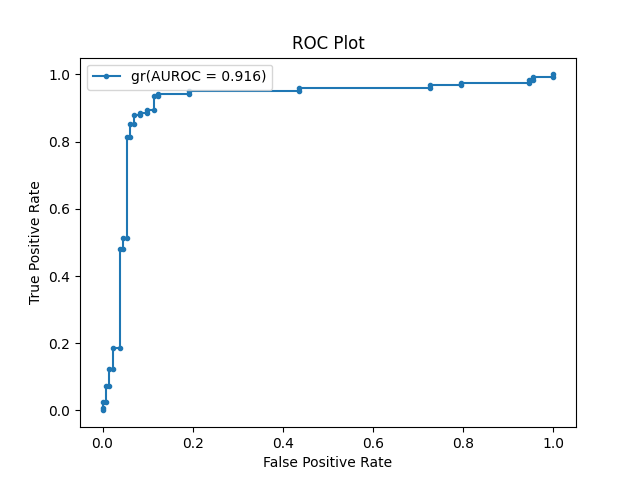 ROC Plot
gr(AUROC = 0.916)
1.0
0.8
0.6
0.4
0.2
0.0
True Positive Rate
0.0 0.2 0.4 0.6 0.8 1.0
False Positive Rate